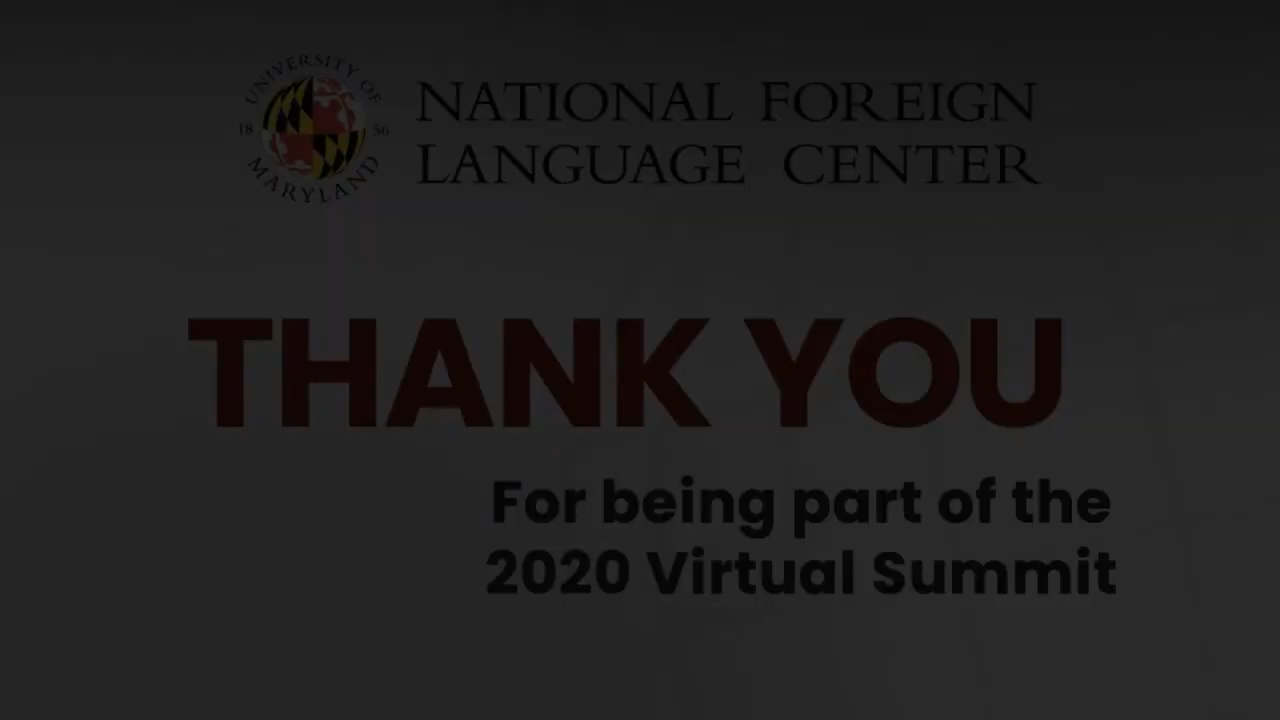 UNIVERSITY OF
18 56
MARYLAND
NATIONAL FOREIGN
LANGUAGE CENTER
THANK YOU
For being part of the
2020 Virtual Summit